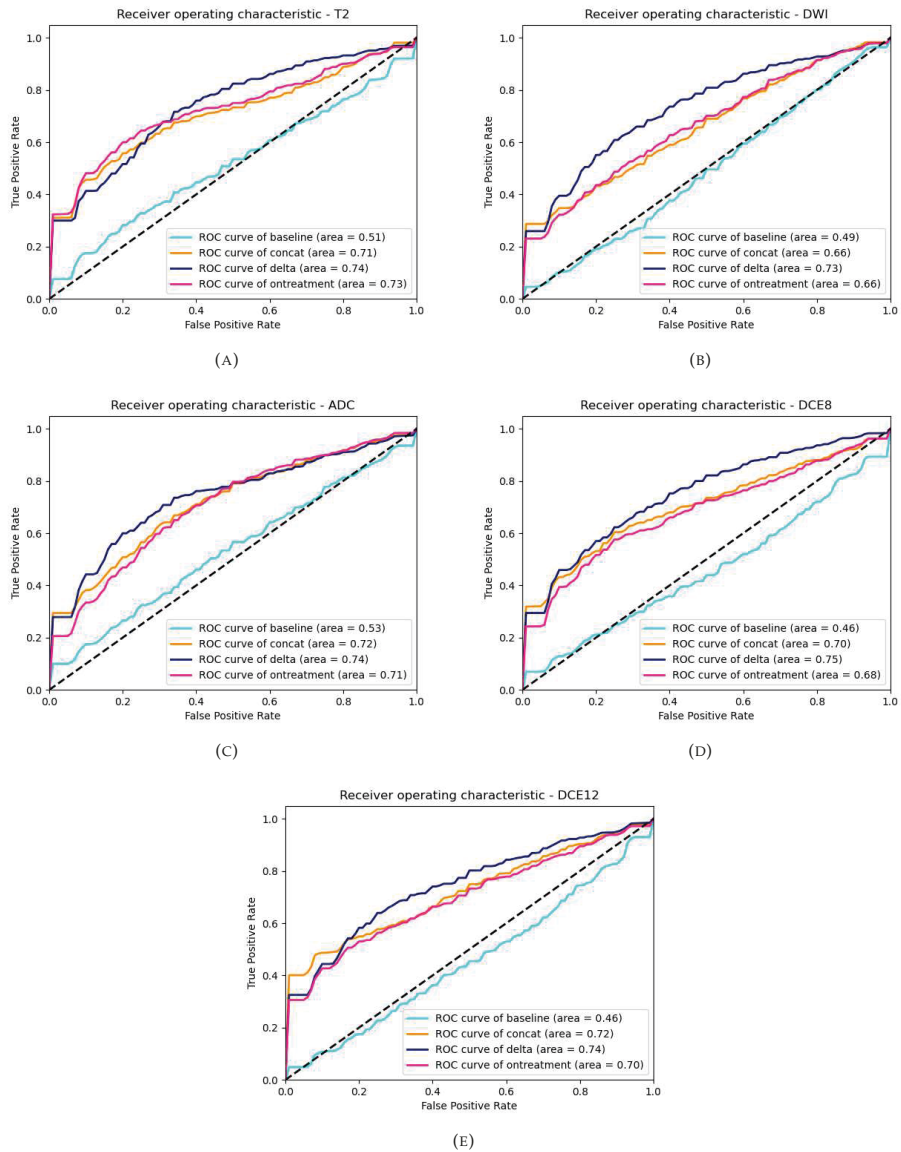 Receiver operating characteristic - T2
1.0
0.8
0.6
0.4
0.2
0.0
True Positive Rate
ROC curve of baseline (area = 0.51)
ROC curve of concat (area = 0.71)
ROC curve of delta (area = 0.74)
ROC curve of ontreatment (area = 0.73)
0.0 0.2 0.4 0.6 0.8 1.0
False Positive Rate
(A)
Receiver operating characteristic - DWI
1.0
0.8
0.6
0.4
0.2
0.0
True Positive Rate
ROC curve of baseline (area = 0.49)
ROC curve of concat (area = 0.66)
ROC curve of delta (area = 0.73)
ROC curve of ontreatment (area = 0.66)
0.0 0.2 0.4 0.6 0.8 1.0
False Positive Rate
(B)
Receiver operating characteristic - ADC
1.0
0.8
0.6
0.4
0.2
0.0
True Positive Rate
ROC curve of baseline (area = 0.53)
ROC curve of concat (area = 0.72)
ROC curve of delta (area = 0.74)
ROC curve of ontreatment (area = 0.71)
0.0 0.2 0.4 0.6 0.8 1.0
False Positive Rate
(C)
Receiver operating characteristic - DCE8
1.0
0.8
0.6
0.4
0.2
0.0
True Positive Rate
ROC curve of baseline (area = 0.46)
ROC curve of concat (area = 0.70)
ROC curve of delta (area = 0.75)
ROC curve of ontreatment (area = 0.68)
0.0 0.2 0.4 0.6 0.8 1.0
False Positive Rate
(D)
Receiver operating characteristic - DCE12
1.0
0.8
0.6
0.4
0.2
0.0
True Positive Rate
ROC curve of baseline (area = 0.46)
ROC curve of concat (area = 0.72)
ROC curve of delta (area = 0.74)
ROC curve of ontreatment (area = 0.70)
0.0 0.2 0.4 0.6 0.8 1.0
False Positive Rate
(E)